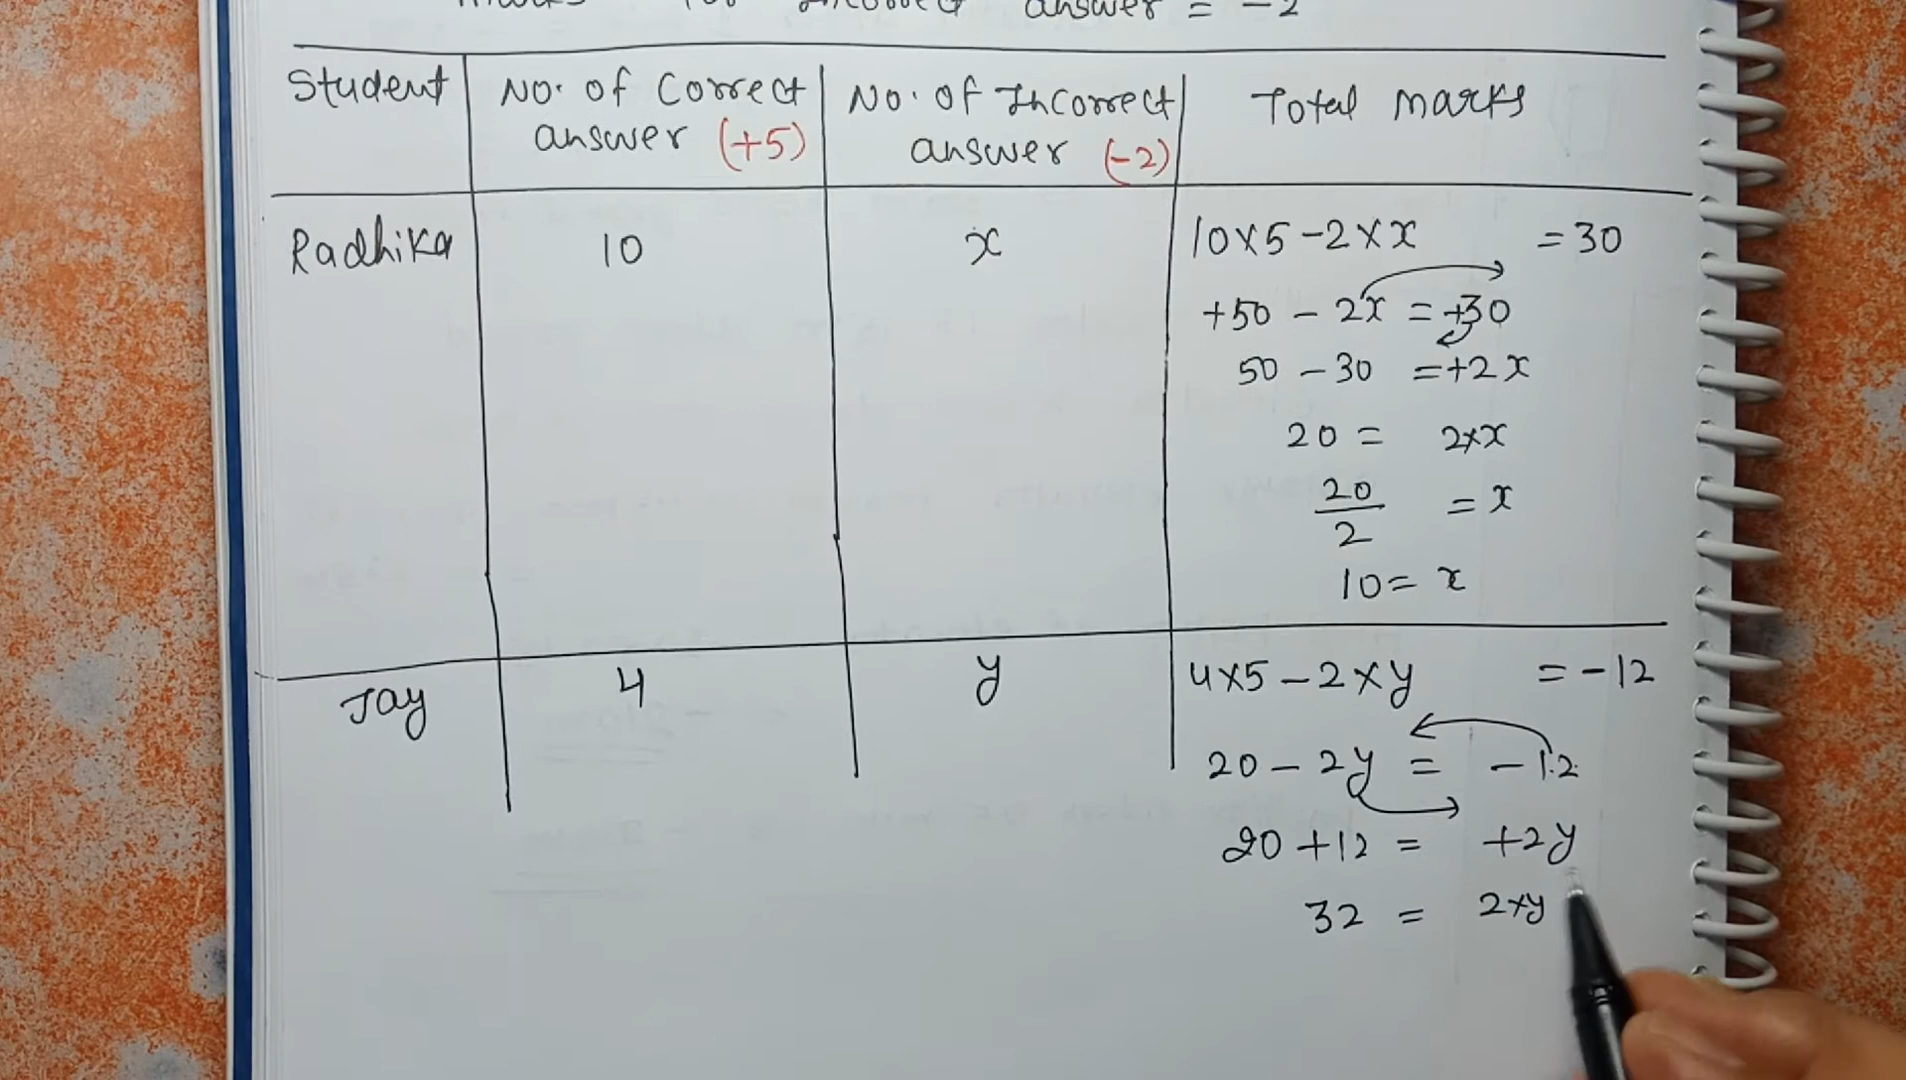 answer = -2
Student No. of Correct answer (+5) No. of Incorrect answer (-2) Total marks
Radhika 10 x 10×5-2×x = 30
+50 - 2x = +30
50 - 30 = +2x
20 = 2×x
20/2 = x
10 = x
Jay 4 y 4×5-2×y = -12
20 - 2y = -12
20 + 12 = +2y
32 = 2×y